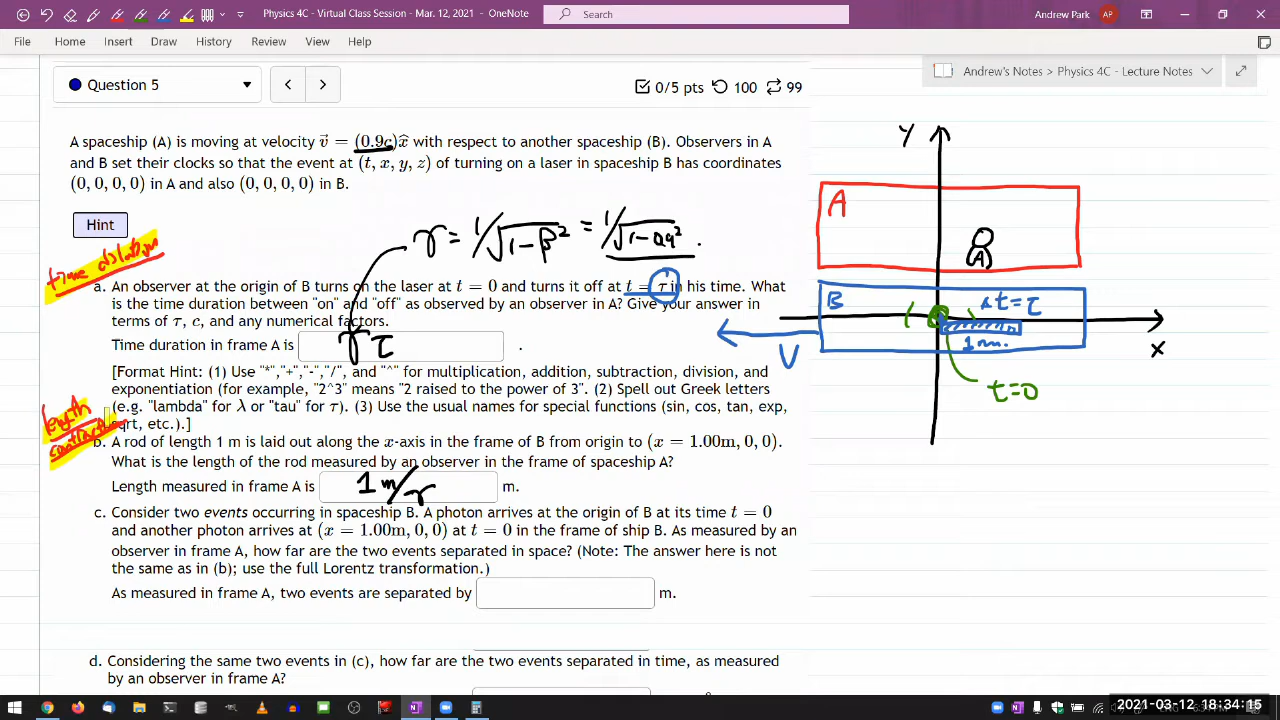 Physics 4C - Virtual Class Session - Mar. 12, 2021 - OneNote
Search
Andrew Park
AP
File Home Insert Draw History Review View Help
Question 5
0/5 pts 100 99
Andrew's Notes > Physics 4C - Lecture Notes
A spaceship (A) is moving at velocity v⃗ = (0.9c)x̂ with respect to another spaceship (B). Observers in A
and B set their clocks so that the event at (t, x, y, z) of turning on a laser in spaceship B has coordinates
(0, 0, 0, 0) in A and also (0, 0, 0, 0) in B.
Hint
γ = 1/√1-β² = 1/√1-0.9² .
time dilation
a. An observer at the origin of B turns on the laser at t = 0 and turns it off at t = τ in his time. What
is the time duration between "on" and "off" as observed by an observer in A? Give your answer in
terms of τ, c, and any numerical factors.
Time duration in frame A is γτ .
[Format Hint: (1) Use "*","+","-","/", and "^" for multiplication, addition, subtraction, division, and
exponentiation (for example, "2^3" means "2 raised to the power of 3". (2) Spell out Greek letters
(e.g. "lambda" for λ or "tau" for τ). (3) Use the usual names for special functions (sin, cos, tan, exp,
sqrt, etc.).]
length
b. A rod of length 1 m is laid out along the x-axis in the frame of B from origin to (x = 1.00m, 0, 0).
What is the length of the rod measured by an observer in the frame of spaceship A?
Length measured in frame A is 1m/γ m.
c. Consider two events occurring in spaceship B. A photon arrives at the origin of B at its time t = 0
and another photon arrives at (x = 1.00m, 0, 0) at t = 0 in the frame of ship B. As measured by an
observer in frame A, how far are the two events separated in space? (Note: The answer here is not
the same as in (b); use the full Lorentz transformation.)
As measured in frame A, two events are separated by m.
d. Considering the same two events in (c), how far are the two events separated in time, as measured
by an observer in frame A?
Y
A
A
B
Δt=τ
1m.
V
X
t=0
2021-03-12 18:34:15